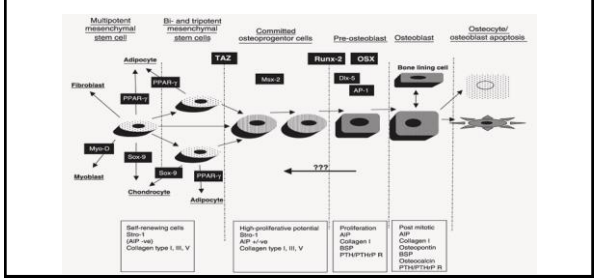 Multipotent
mesenchymal
stem cell
Bi- and tripotent
mesenchymal
stem cells
Committed
osteoprogentor cells
Pre-osteoblast
Osteoblast
Osteocyte/
osteoblast apoptosis
TAZ
Runx-2
OSX
Adipocyte
Bone lining cell
Msx-2
Dlx-5
AP-1
PPAR-γ
PPAR-γ
Fibroblast
Myo-D
Sox-9
Sox-9
PPAR-γ
Myoblast
Chondrocyte
Adipocyte
???
Self-renewing cells
Stro-1
(AlP -ve)
Collagen type I, III, V
High-proliferative potential
Stro-1
AlP +/-ve
Collagen type I, III, V
Proliferation
AlP
Collagen I
BSP
PTH/PTHrP R
Post mitotic
AlP
Collagen I
Osteopontin
BSP
Osteocalcin
PTH/PTHrP R